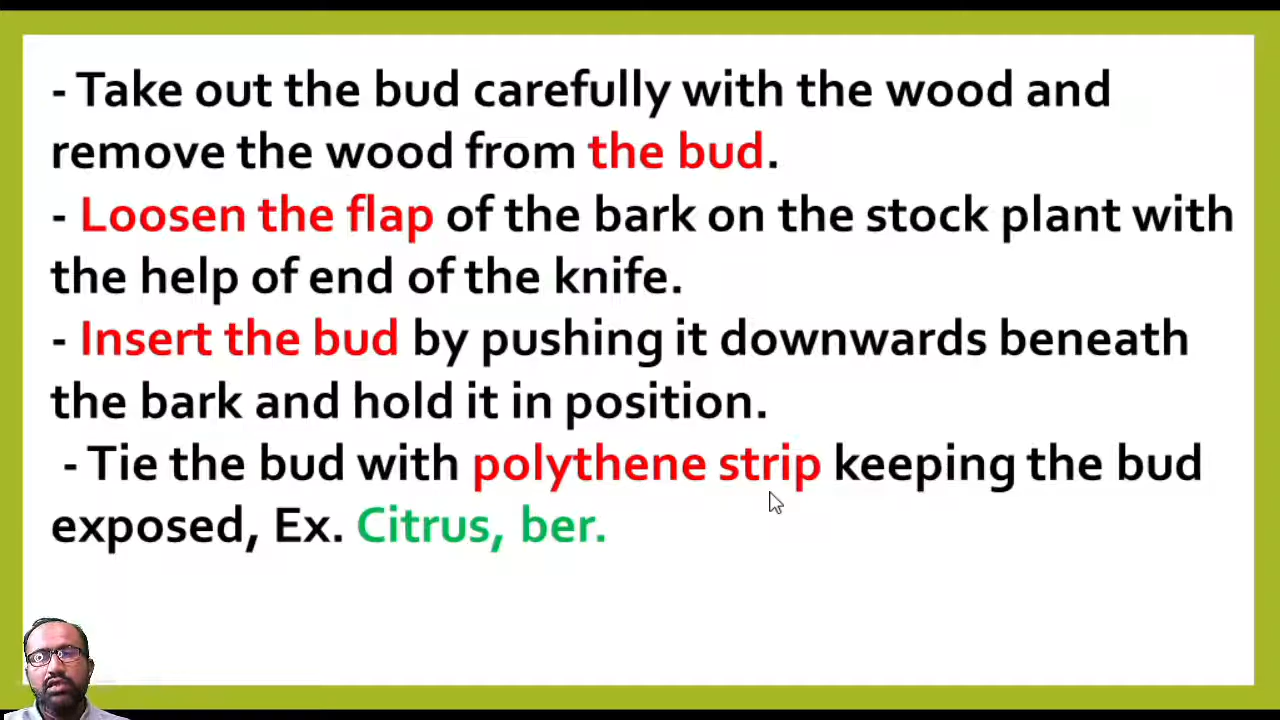 - Take out the bud carefully with the wood and
remove the wood from the bud.
- Loosen the flap of the bark on the stock plant with
the help of end of the knife.
- Insert the bud by pushing it downwards beneath
the bark and hold it in position.
- Tie the bud with polythene strip keeping the bud
exposed, Ex. Citrus, ber.